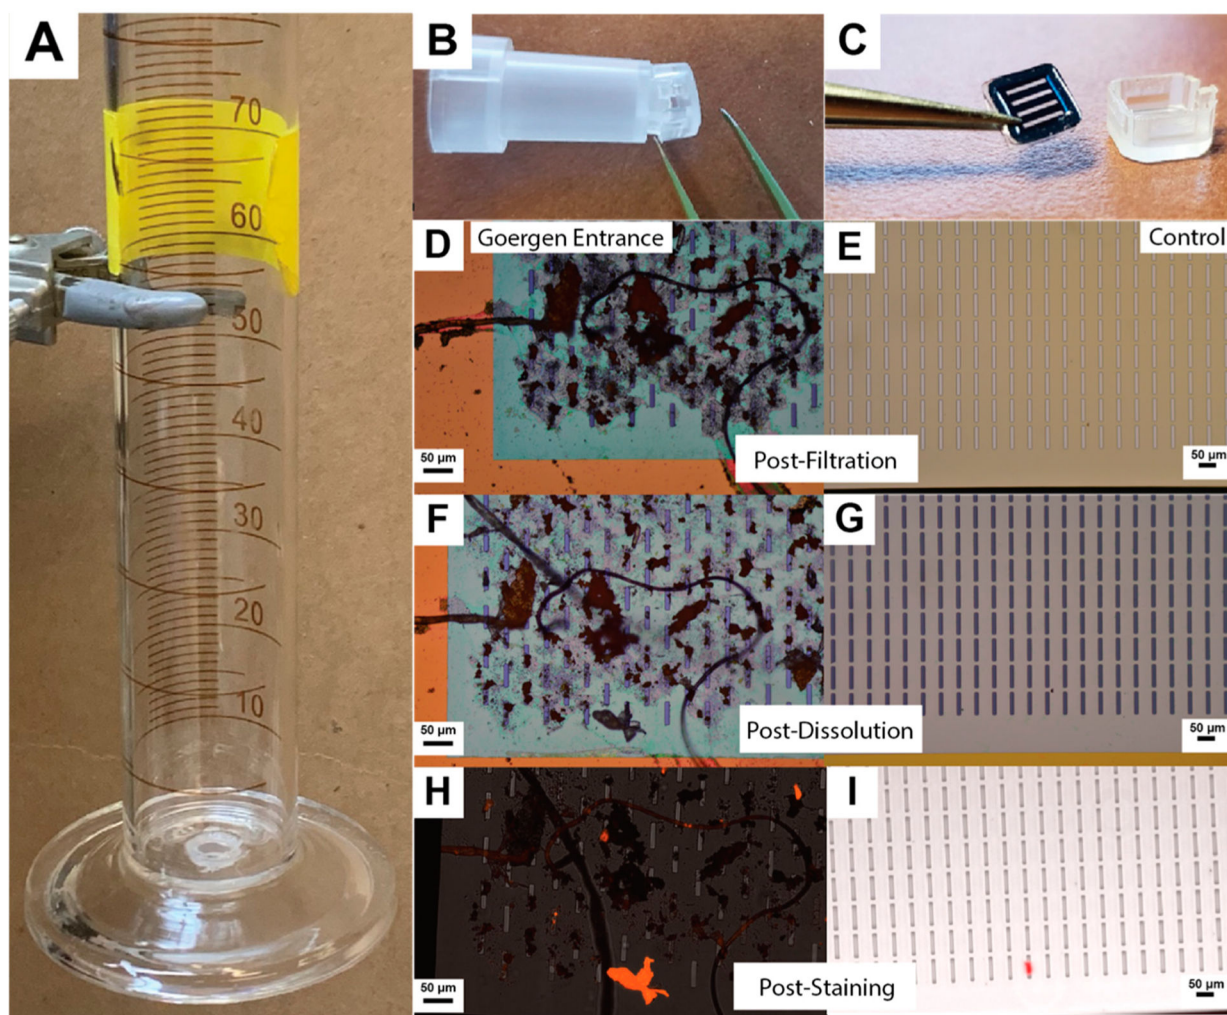 A
70
60
50
40
30
20
10
B
C
D
Goergen Entrance
E
Control
50 µm
Post-Filtration
50 µm
F
G
50 µm
Post-Dissolution
50 µm
H
I
50 µm
Post-Staining
50 µm